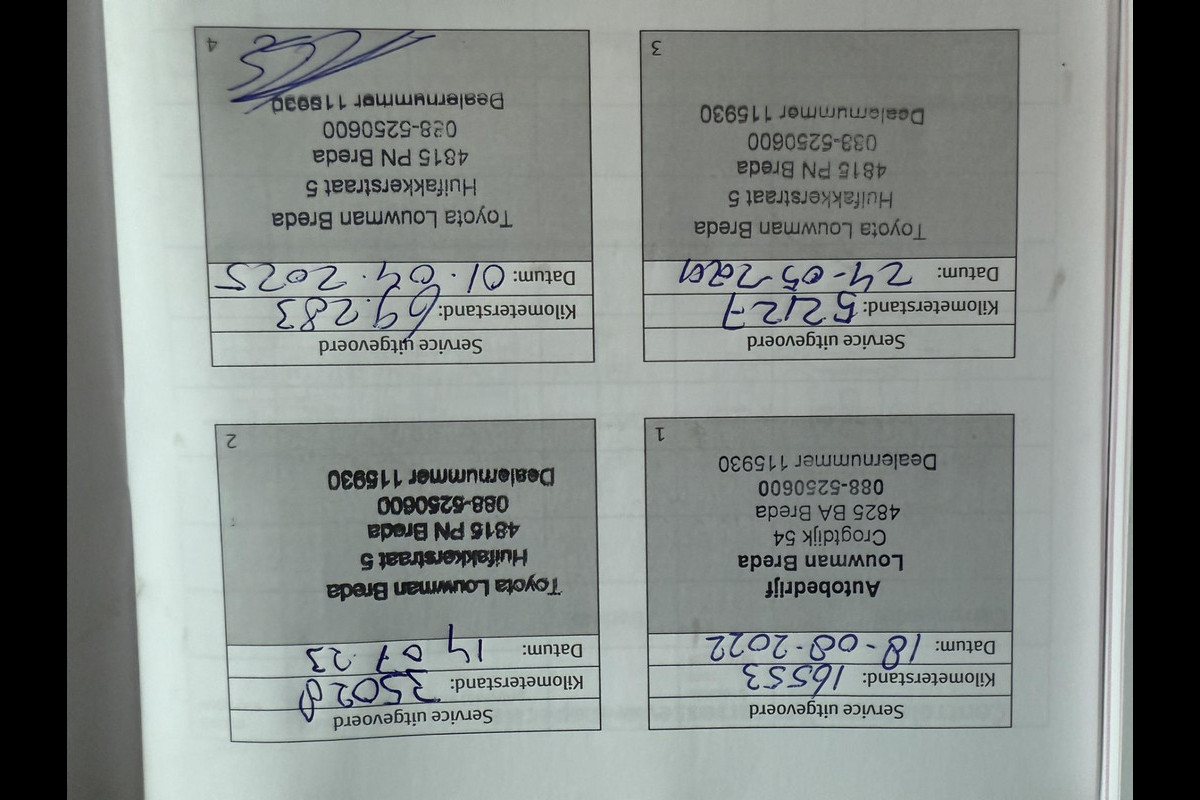 Service uitgevoerd
Kilometerstand: 16553
Datum: 18-08-2022
Autobedrijf
Louwman Breda
Crogtdijk 54
4825 BA Breda
088-5250600
Dealernummer 115930
1
Service uitgevoerd
Kilometerstand: 35028
Datum: 14 07 23
Toyota Louwman Breda
Huifakkerstraat 5
4815 PN Breda
088-5250600
Dealernummer 115930
2
Service uitgevoerd
Kilometerstand: 52127
Datum: 24-05-2024
Toyota Louwman Breda
Huifakkerstraat 5
4815 PN Breda
088-5250600
Dealernummer 115930
3
Service uitgevoerd
Kilometerstand: 69.283
Datum: 01.04.2025
Toyota Louwman Breda
Huifakkerstraat 5
4815 PN Breda
088-5250600
Dealernummer 115930
4